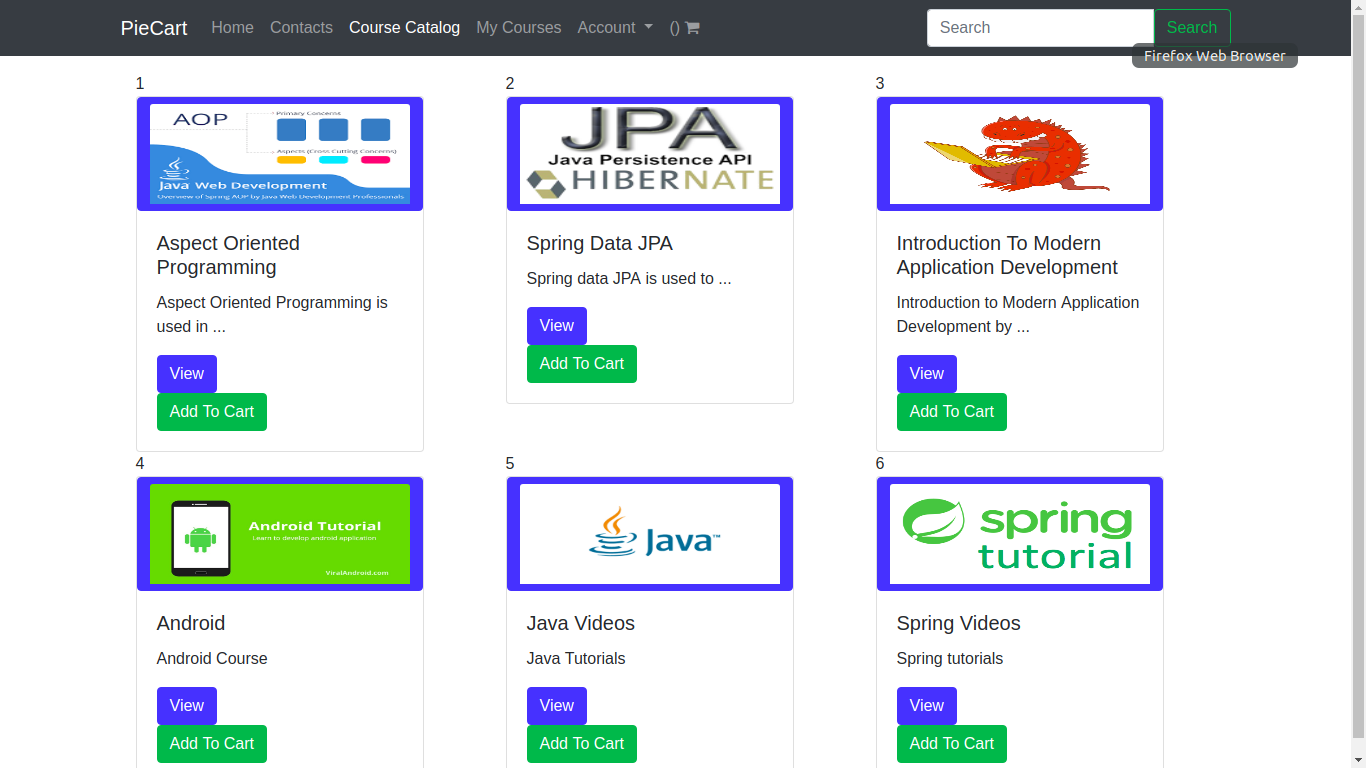 PieCart Home Contacts Course Catalog My Courses Account () Search Search
Firefox Web Browser
1
AOP
Primary Concerns
Aspects (Cross Cutting Concerns)
Java Web Development
Overview of Spring AOP by Java Web Development Professionals
Aspect Oriented
Programming
Aspect Oriented Programming is
used in ...
View
Add To Cart
2
JPA
Java Persistence API
HIBERNATE
Spring Data JPA
Spring data JPA is used to ...
View
Add To Cart
3
Introduction To Modern
Application Development
Introduction to Modern Application
Development by ...
View
Add To Cart
4
Android Tutorial
Learn to develop android application
ViralAndroid.com
Android
Android Course
View
Add To Cart
5
Java™
Java Videos
Java Tutorials
View
Add To Cart
6
spring
tutorial
Spring Videos
Spring tutorials
View
Add To Cart